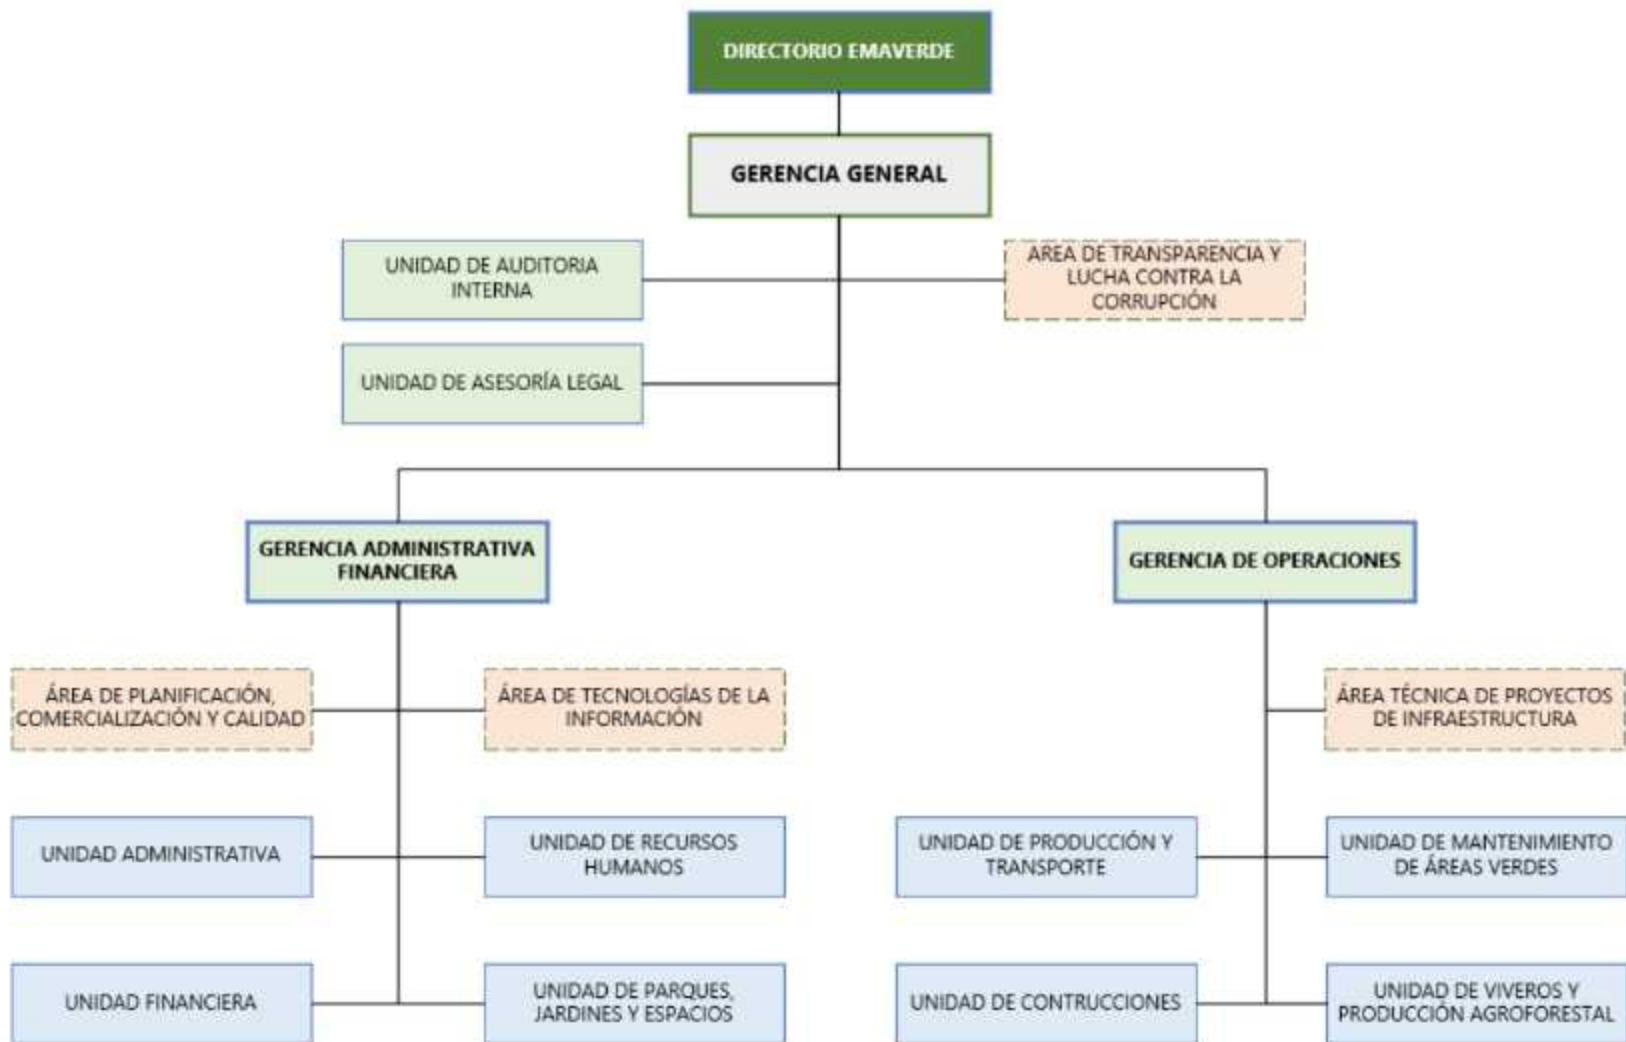 DIRECTORIO EMAVERDE
GERENCIA GENERAL
UNIDAD DE AUDITORIA
INTERNA
AREA DE TRANSPARENCIA Y
LUCHA CONTRA LA
CORRUPCIÓN
UNIDAD DE ASESORÍA LEGAL
GERENCIA ADMINISTRATIVA
FINANCIERA
GERENCIA DE OPERACIONES
ÁREA DE PLANIFICACIÓN,
COMERCIALIZACIÓN Y CALIDAD
ÁREA DE TECNOLOGÍAS DE LA
INFORMACIÓN
ÁREA TÉCNICA DE PROYECTOS
DE INFRAESTRUCTURA
UNIDAD ADMINISTRATIVA
UNIDAD DE RECURSOS
HUMANOS
UNIDAD DE PRODUCCIÓN Y
TRANSPORTE
UNIDAD DE MANTENIMIENTO
DE ÁREAS VERDES
UNIDAD FINANCIERA
UNIDAD DE PARQUES,
JARDINES Y ESPACIOS
UNIDAD DE CONTRUCCIONES
UNIDAD DE VIVEROS Y
PRODUCCIÓN AGROFORESTAL